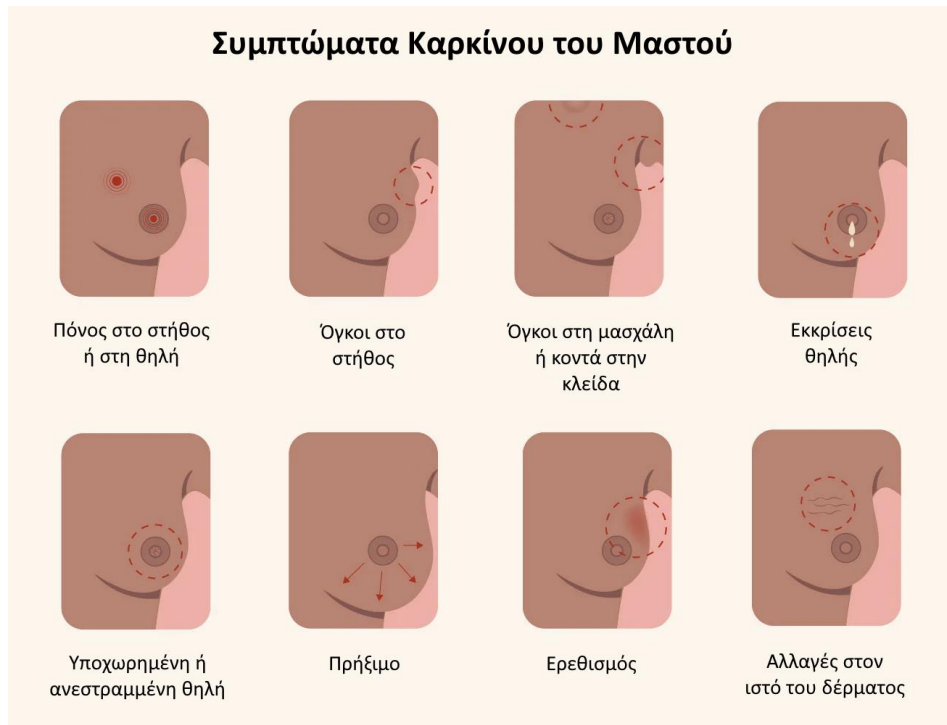 Συμπτώματα Καρκίνου του Μαστού
Πόνος στο στήθος
ή στη θηλή
Όγκοι στο
στήθος
Όγκοι στη μασχάλη
ή κοντά στην
κλείδα
Εκκρίσεις
θηλής
Υποχωρημένη ή
ανεστραμμένη θηλή
Πρήξιμο
Ερεθισμός
Αλλαγές στον
ιστό του δέρματος